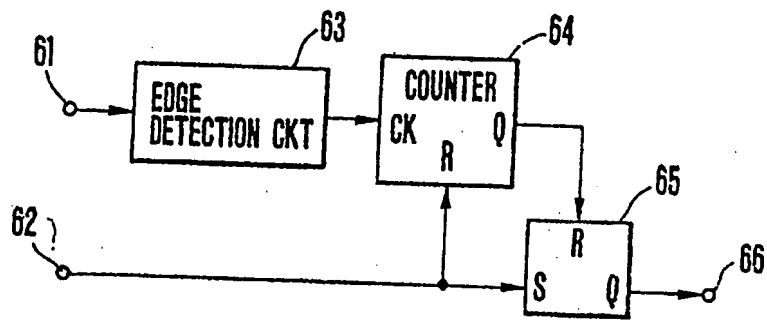 61
63
64
EDGE
DETECTION CKT
COUNTER
CK Q
R
62
65
R
S Q
66